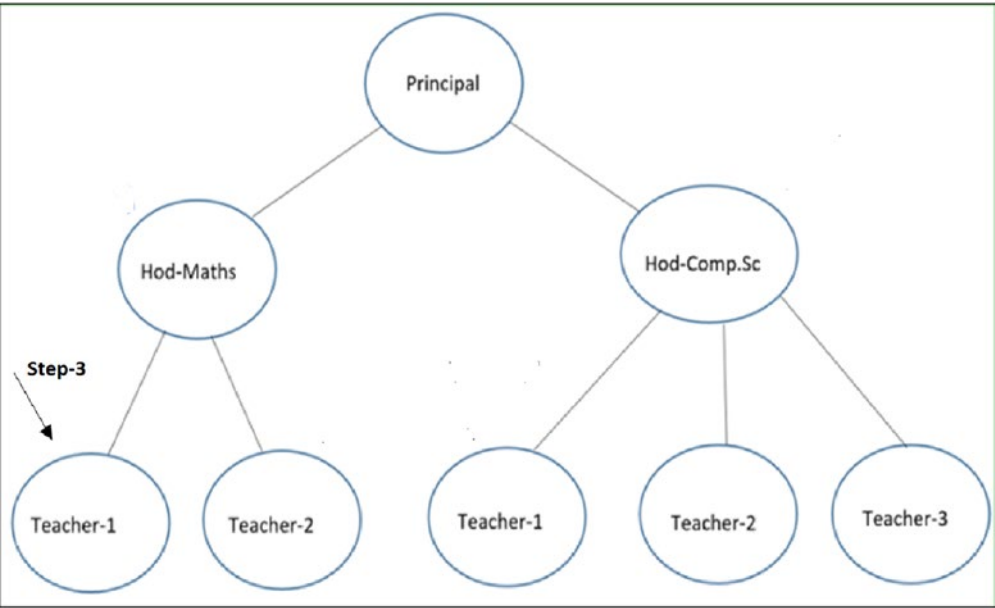 Principal
Hod-Maths
Hod-Comp.Sc
Step-3
Teacher-1
Teacher-2
Teacher-1
Teacher-2
Teacher-3